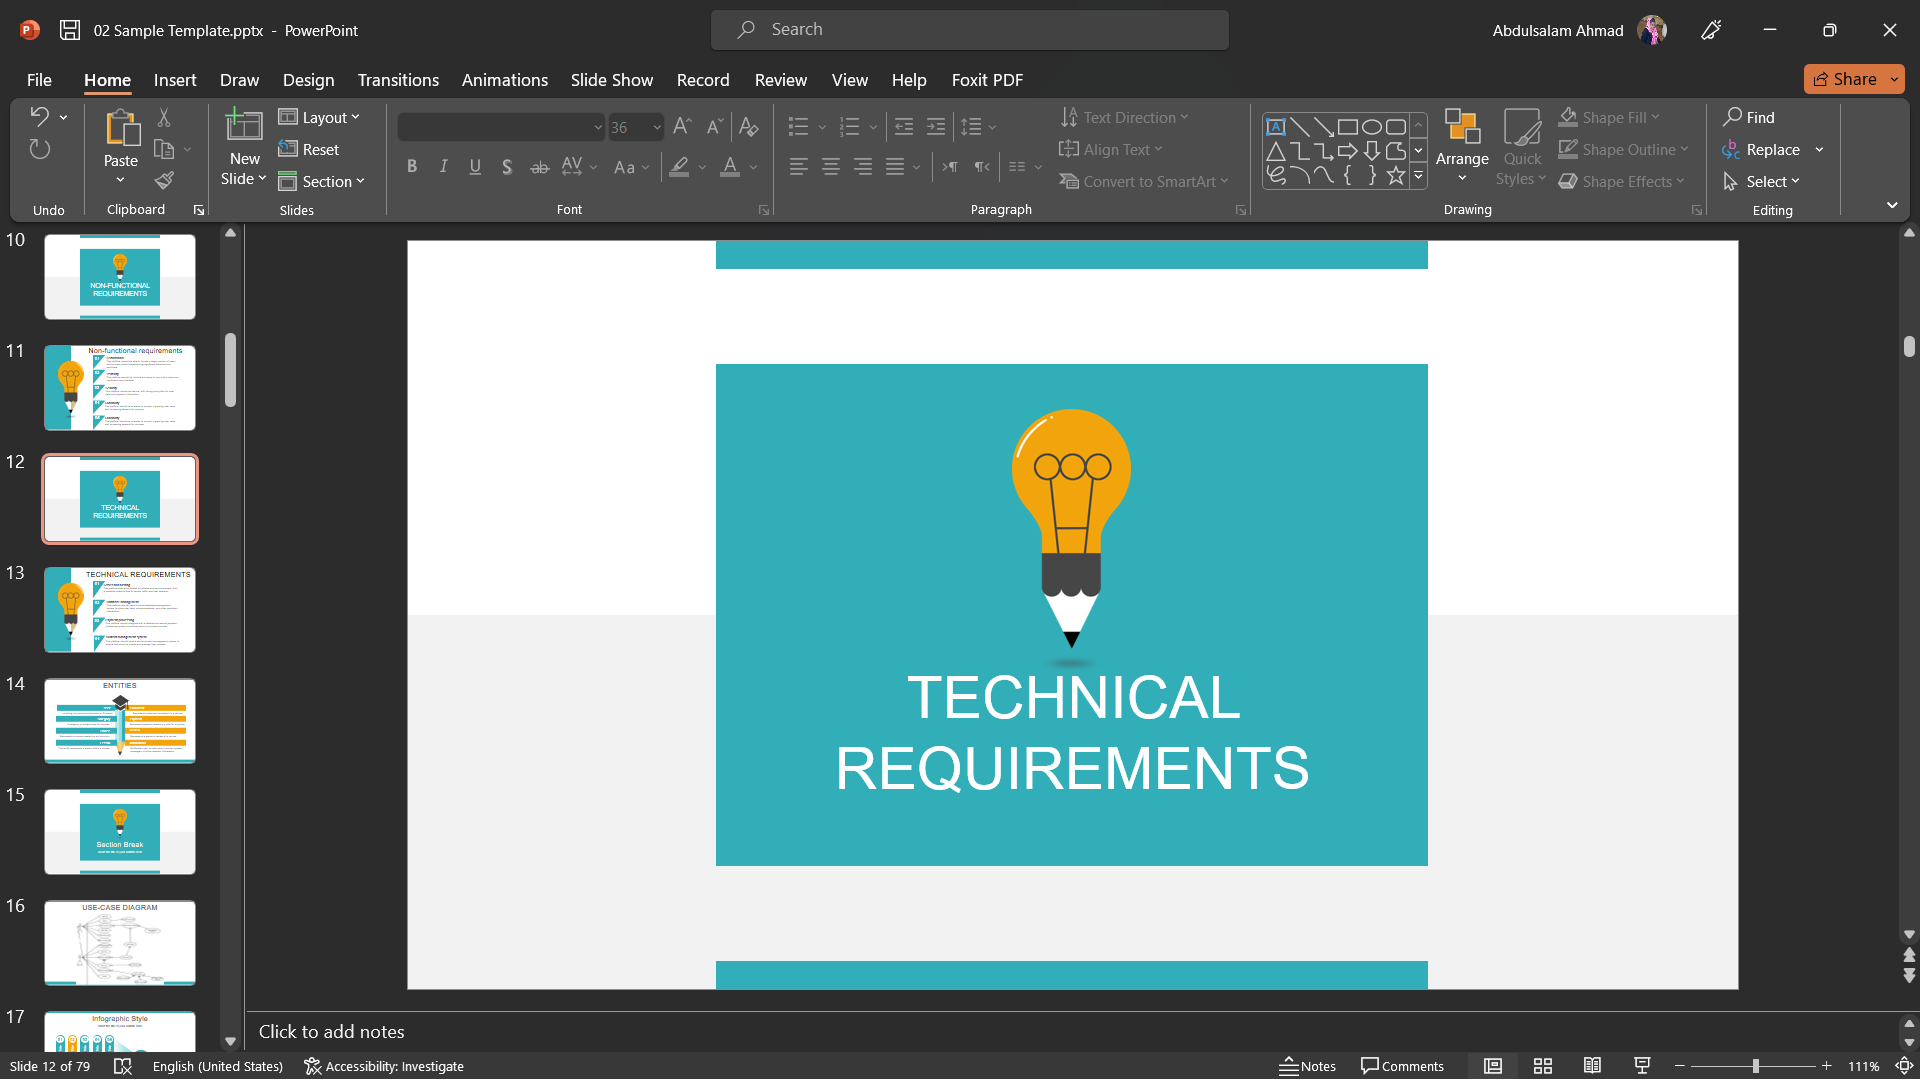 02 Sample Template.pptx - PowerPoint
Search
Abdulsalam Ahmad
File Home Insert Draw Design Transitions Animations Slide Show Record Review View Help Foxit PDF
Share
Paste
New Slide
Layout
Reset
Section
36
Text Direction
Align Text
Convert to SmartArt
Arrange
Quick Styles
Shape Fill
Shape Outline
Shape Effects
Find
Replace
Select
Undo Clipboard Slides Font Paragraph Drawing Editing
10
NON-FUNCTIONAL
REQUIREMENTS
11
Non-functional requirements
12
TECHNICAL
REQUIREMENTS
13
TECHNICAL REQUIREMENTS
14
ENTITIES
15
Section Break
16
USE-CASE DIAGRAM
17
Infographic Style
TECHNICAL
REQUIREMENTS
Click to add notes
Slide 12 of 79 English (United States) Accessibility: Investigate Notes Comments 111%